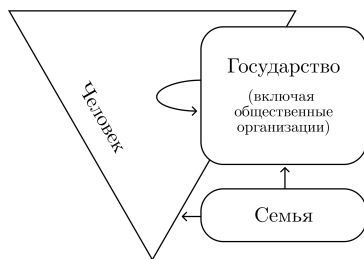 Человек
Государство
(включая
общественные
организации)
Семья